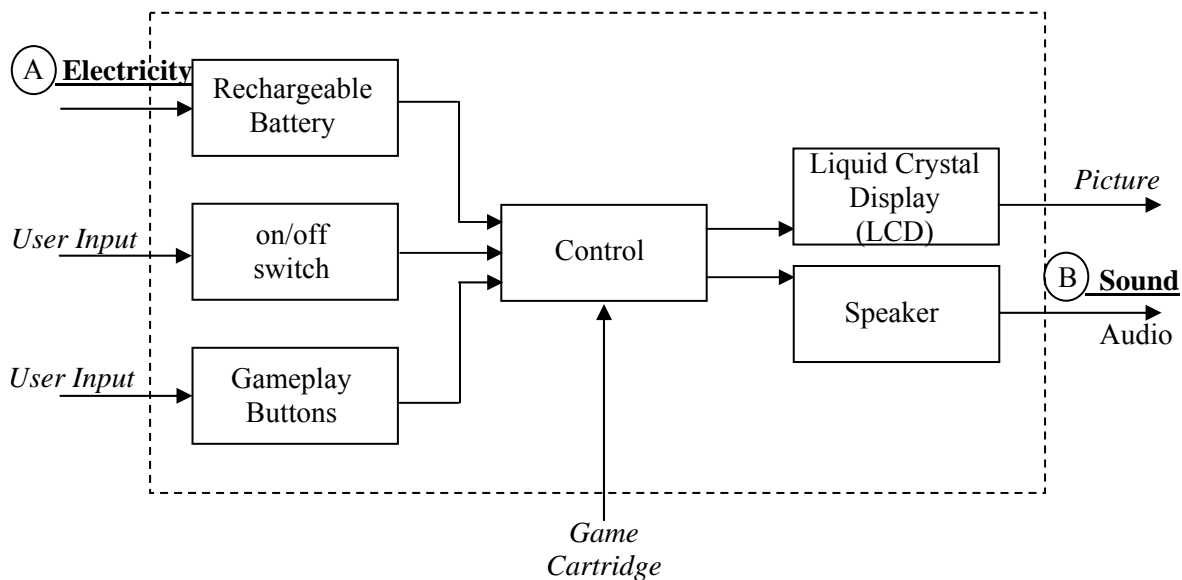 A Electricity
Rechargeable
Battery
User Input
on/off
switch
User Input
Gameplay
Buttons
Control
Game
Cartridge
Liquid Crystal
Display
(LCD)
Picture
Speaker
B Sound
Audio